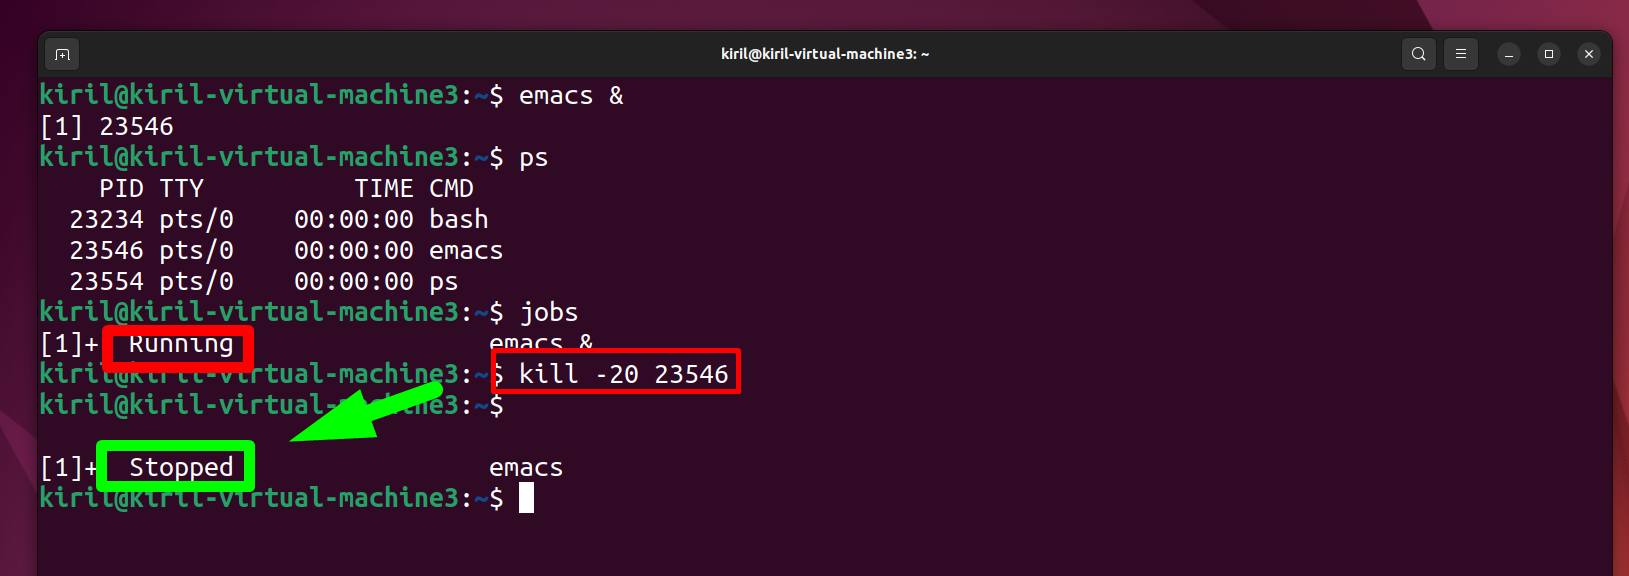 kiril@kiril-virtual-machine3: ~
kiril@kiril-virtual-machine3:~$ emacs &
[1] 23546
kiril@kiril-virtual-machine3:~$ ps
    PID TTY          TIME CMD
  23234 pts/0    00:00:00 bash
  23546 pts/0    00:00:00 emacs
  23554 pts/0    00:00:00 ps
kiril@kiril-virtual-machine3:~$ jobs
[1]+  Running                 emacs &
kiril@kiril-virtual-machine3:~$ kill -20 23546
kiril@kiril-virtual-machine3:~$
[1]+  Stopped                 emacs
kiril@kiril-virtual-machine3:~$